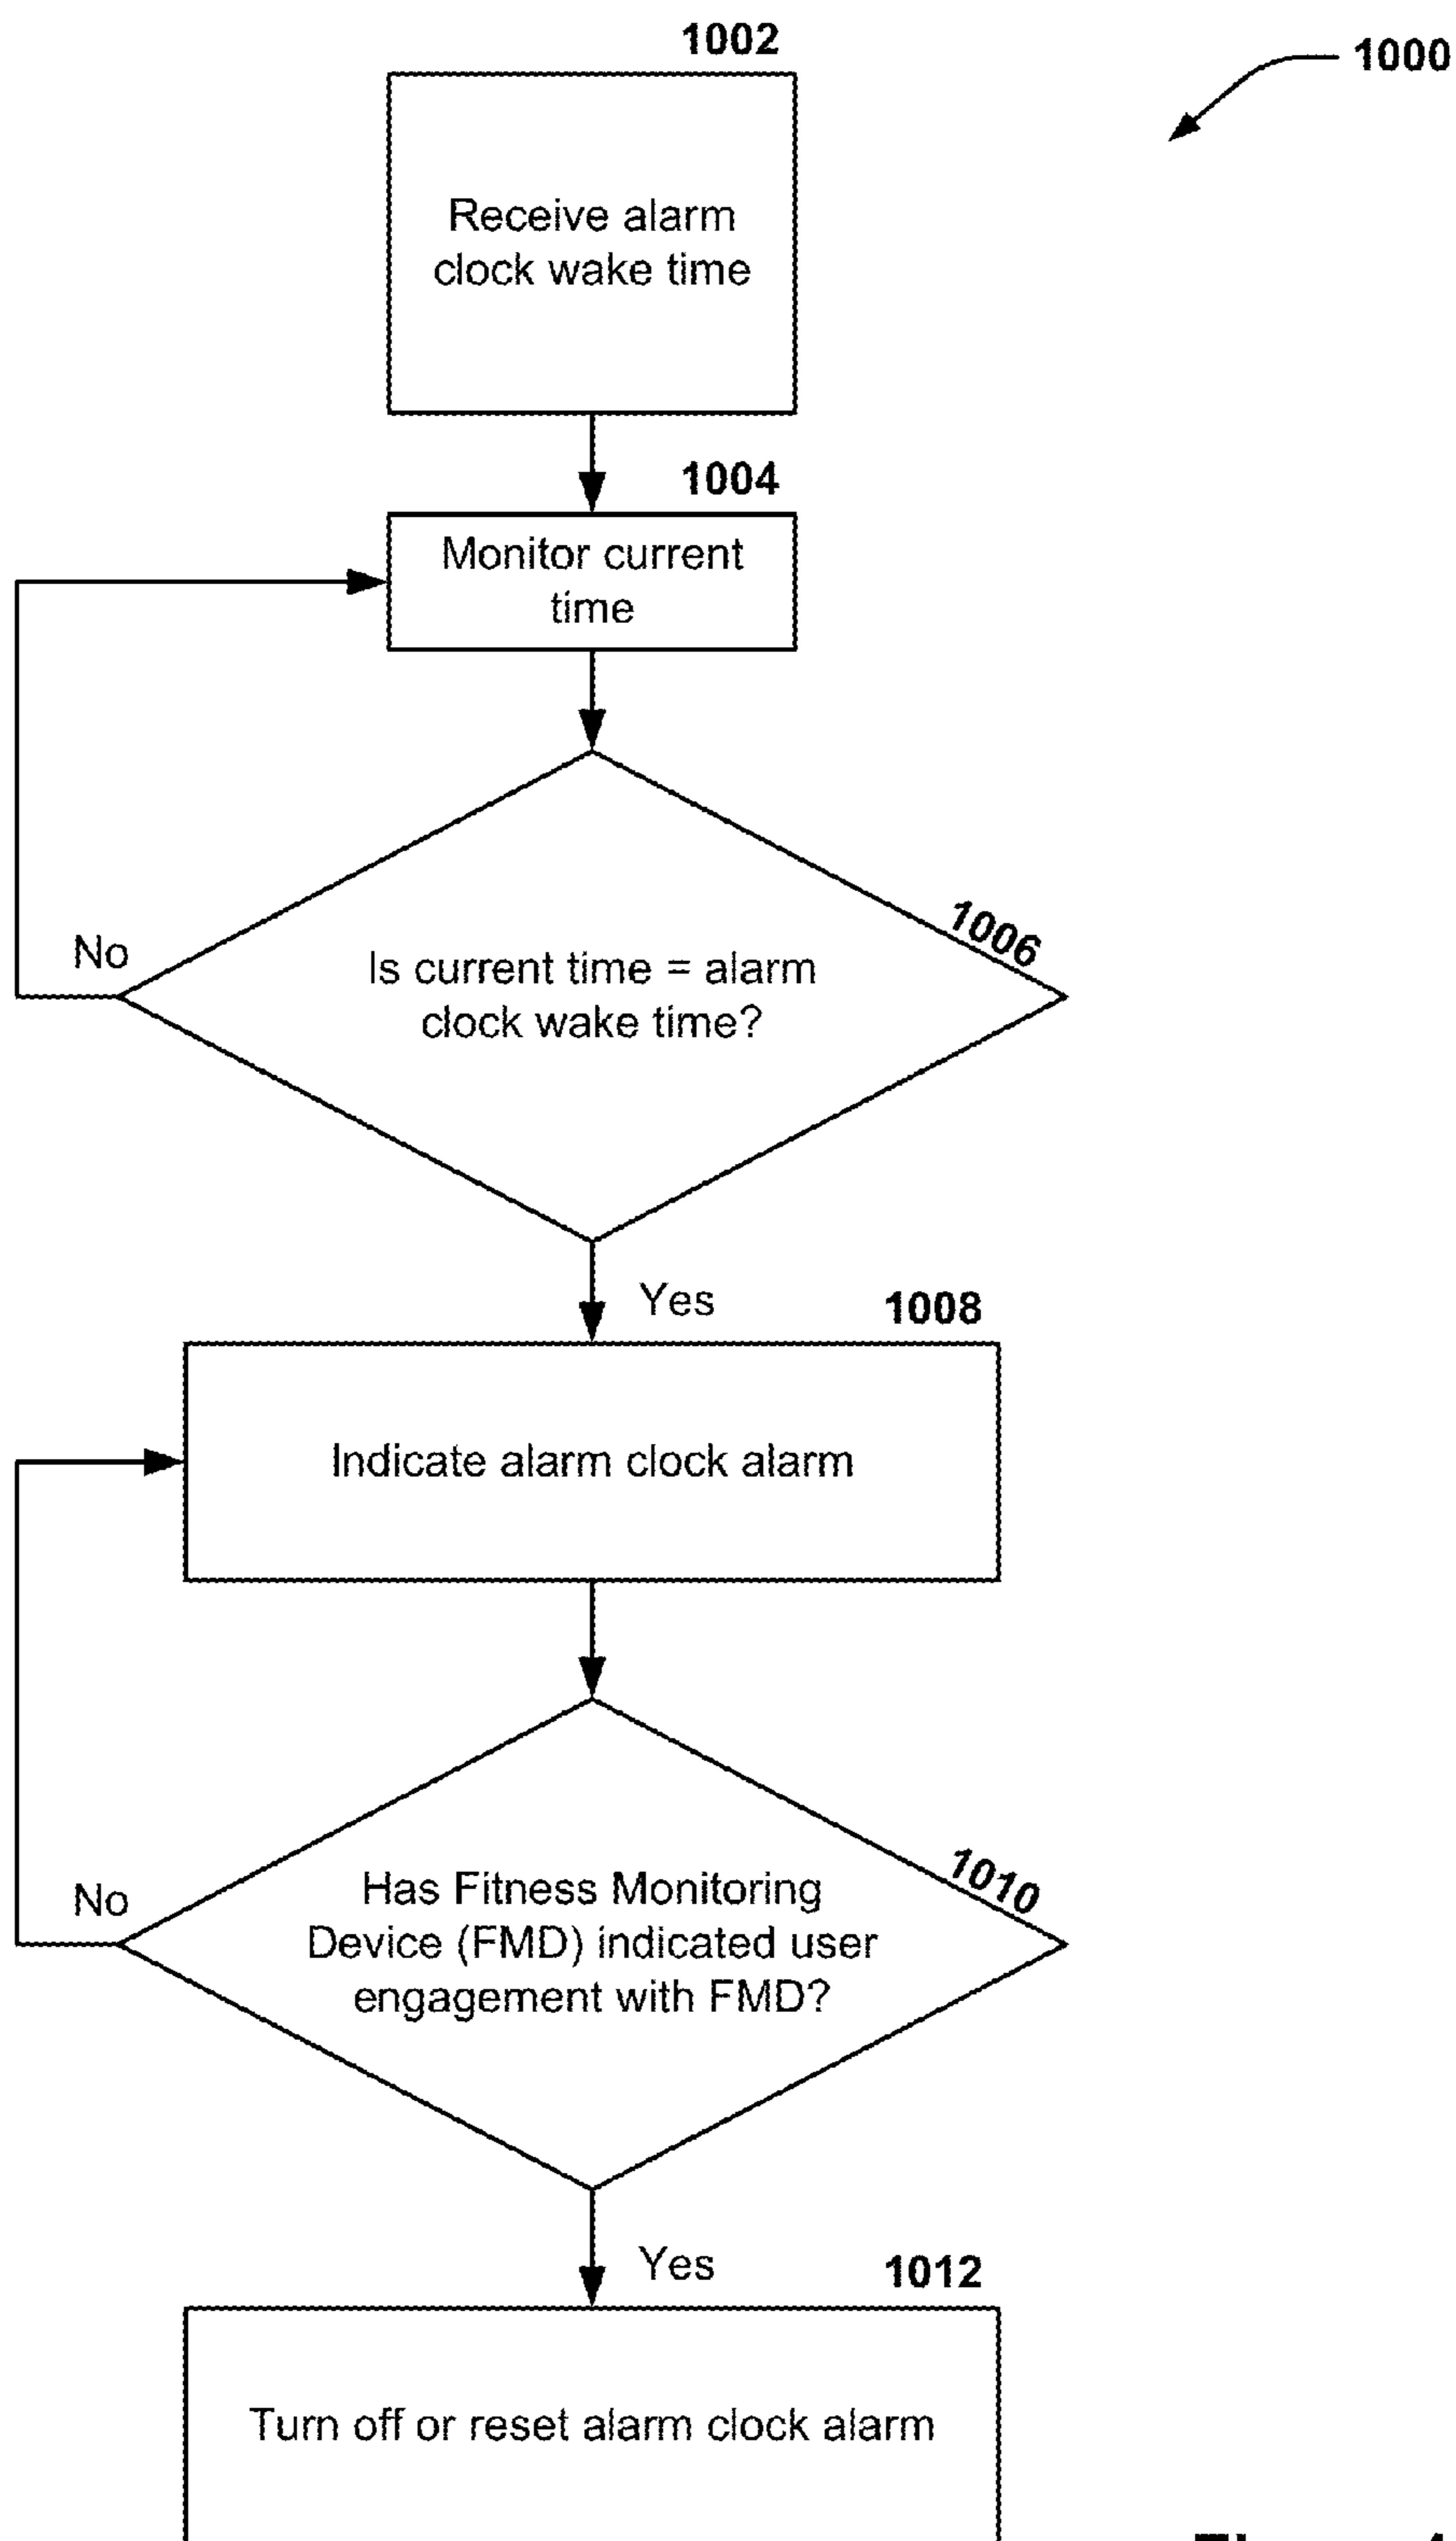 1002
1000
Receive alarm
clock wake time
1004
Monitor current
time
1006
No
Is current time = alarm
clock wake time?
Yes
1008
Indicate alarm clock alarm
1010
No
Has Fitness Monitoring
Device (FMD) indicated user
engagement with FMD?
Yes
1012
Turn off or reset alarm clock alarm